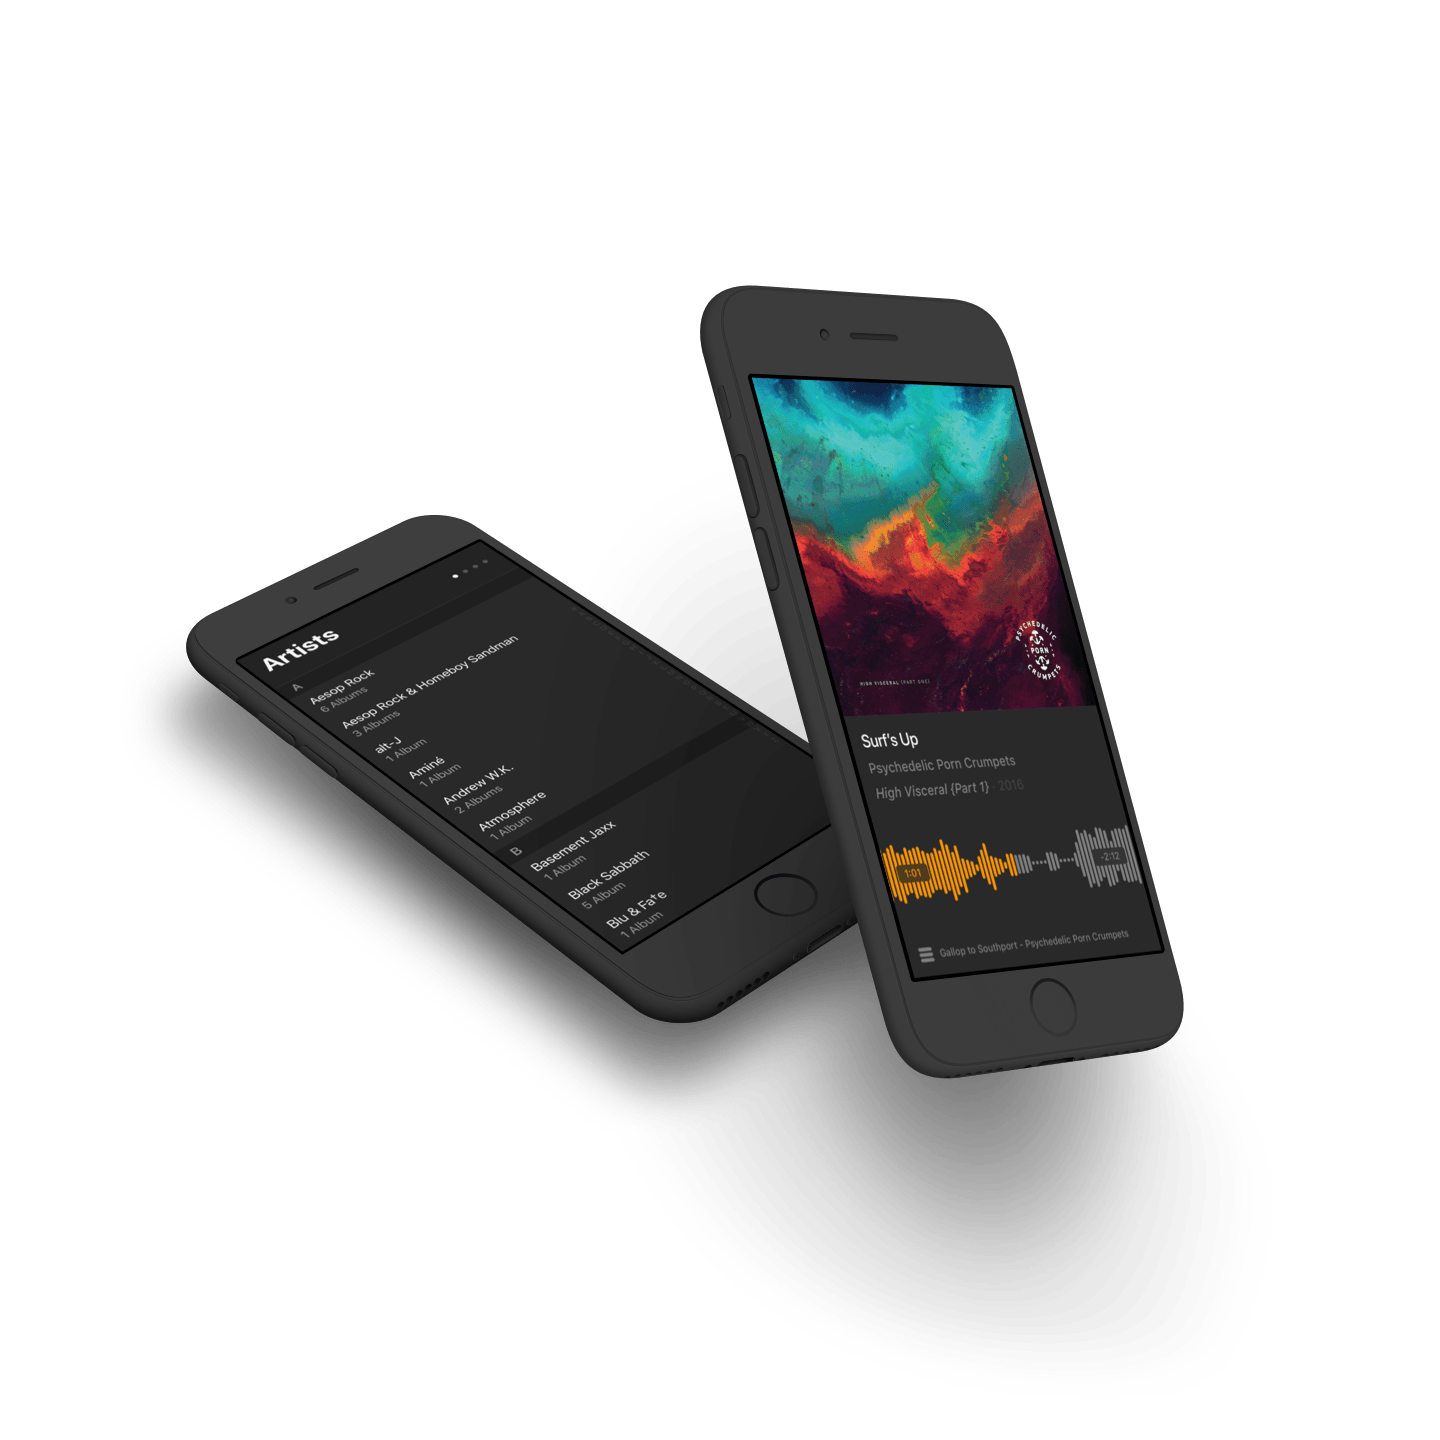 Artists
A
Aesop Rock
6 Albums
Aesop Rock & Homeboy Sandman
3 Albums
alt-J
1 Album
Aminé
1 Album
Andrew W.K.
2 Albums
Atmosphere
1 Album
B
Basement Jaxx
1 Album
Black Sabbath
5 Album
Blu & Fate
1 Album
PSYCHEDELIC
PORN
CRUMPETS
HIGH VISCERAL (PART ONE)
Surf's Up
Psychedelic Porn Crumpets
High Visceral {Part 1} - 2016
1:01
-2:12
Gallop to Southport - Psychedelic Porn Crumpets